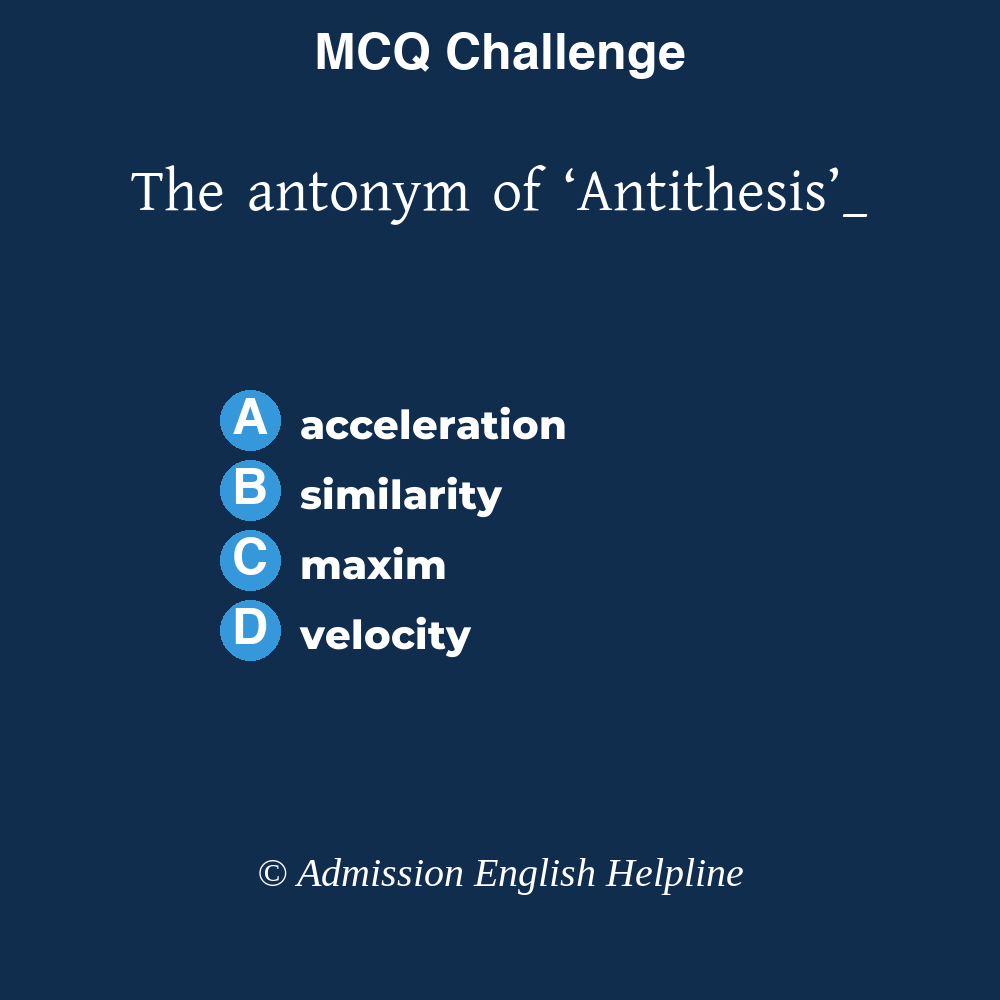 MCQ Challenge
The antonym of ‘Antithesis’_
A acceleration
B similarity
C maxim
D velocity
© Admission English Helpline